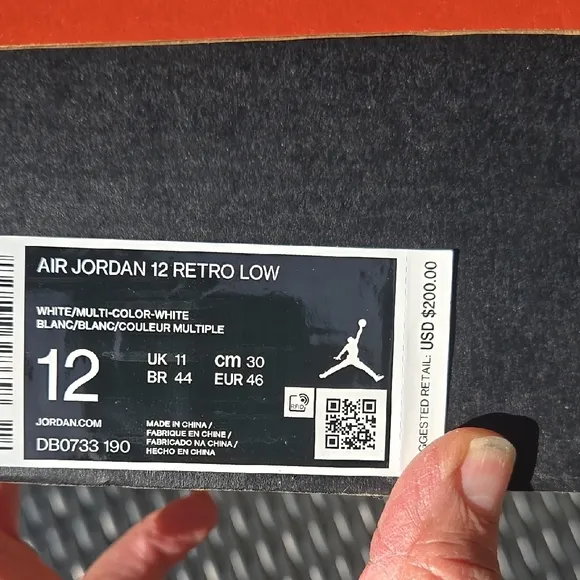 AIR JORDAN 12 RETRO LOW
WHITE/MULTI-COLOR-WHITE
BLANC/BLANC/COULEUR MULTIPLE
12
UK 11 cm 30
BR 44 EUR 46
RFID
JORDAN.COM
DB0733 190
MADE IN CHINA /
FABRIQUE EN CHINE /
FABRICADO NA CHINA /
HECHO EN CHINA
RETAIL: USD $200.00